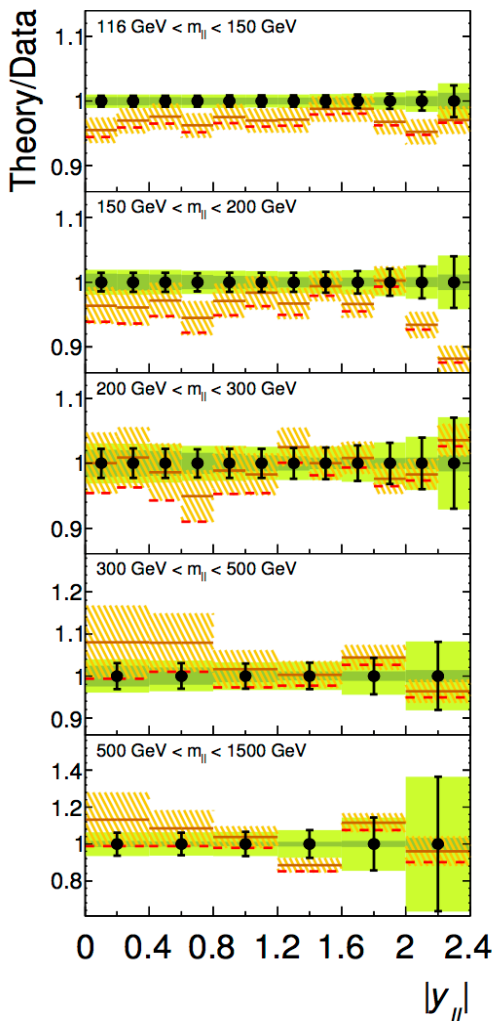 Theory/Data
116 GeV < m_ll < 150 GeV
1.1
1
0.9
150 GeV < m_ll < 200 GeV
1.1
1
0.9
200 GeV < m_ll < 300 GeV
1.1
1
0.9
300 GeV < m_ll < 500 GeV
1.2
1.1
1
0.9
500 GeV < m_ll < 1500 GeV
1.4
1.2
1
0.8
0 0.4 0.8 1.2 1.6 2 2.4
|y_ll|